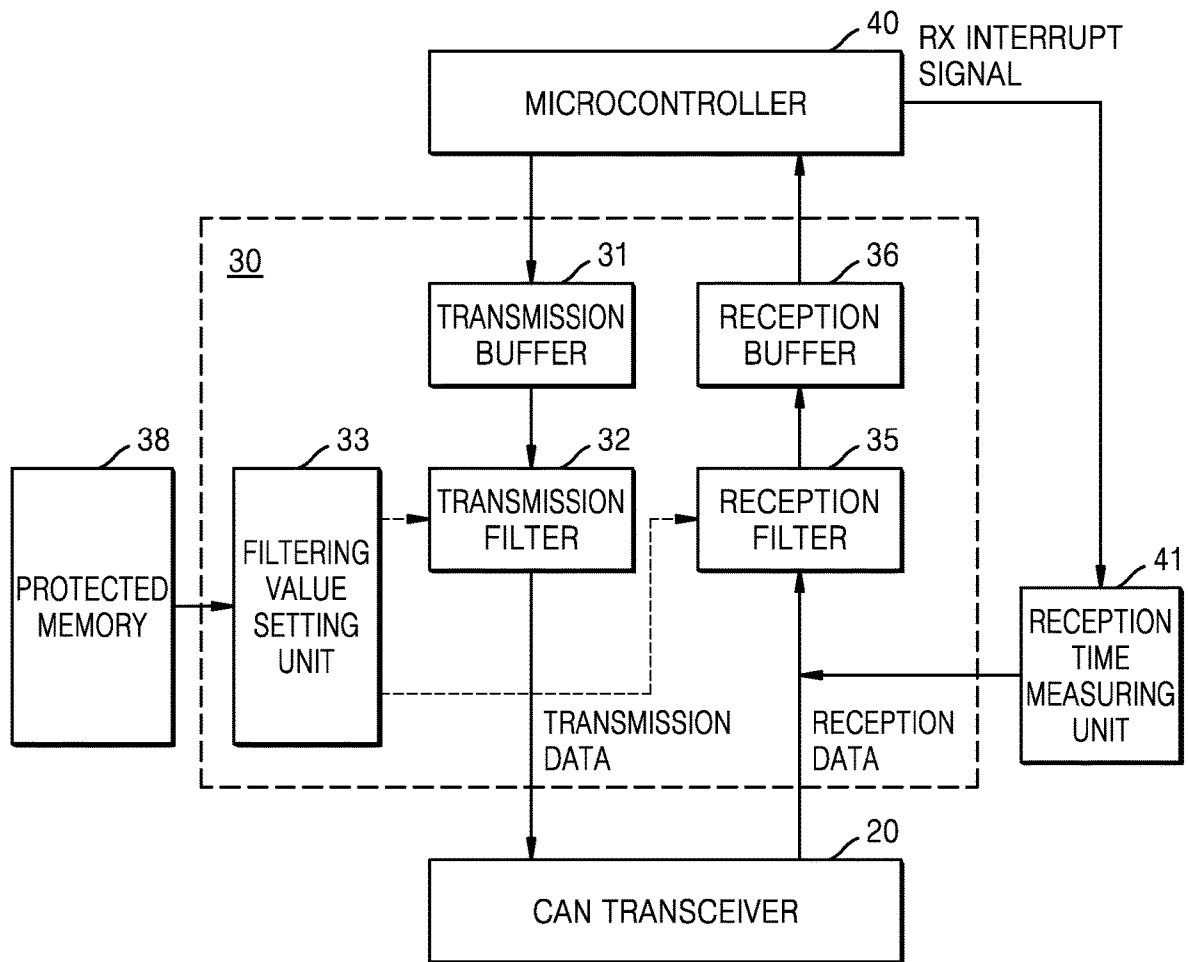 40
RX INTERRUPT
SIGNAL
MICROCONTROLLER
30
31
TRANSMISSION
BUFFER
36
RECEPTION
BUFFER
38
PROTECTED
MEMORY
33
FILTERING
VALUE
SETTING
UNIT
32
TRANSMISSION
FILTER
35
RECEPTION
FILTER
41
RECEPTION
TIME
MEASURING
UNIT
TRANSMISSION
DATA
RECEPTION
DATA
20
CAN TRANSCEIVER